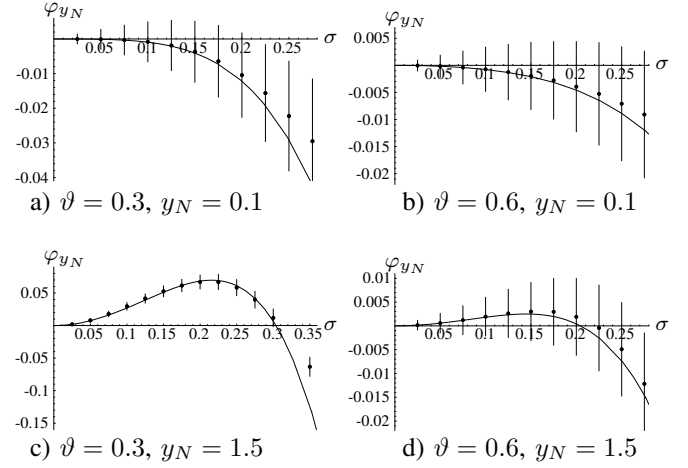 φ_{y_N}
0.05 0.1 0.15 0.2 0.25 σ
-0.01
-0.02
-0.03
-0.04
a) ϑ = 0.3, y_N = 0.1
φ_{y_N}
0.005
0.05 0.1 0.15 0.2 0.25 σ
-0.005
-0.01
-0.015
-0.02
b) ϑ = 0.6, y_N = 0.1
φ_{y_N}
0.05
0.05 0.1 0.15 0.2 0.25 0.3 0.35 σ
-0.05
-0.1
-0.15
c) ϑ = 0.3, y_N = 1.5
φ_{y_N}
0.01
0.005
0.05 0.1 0.15 0.2 0.25 σ
-0.005
-0.01
-0.015
-0.02
d) ϑ = 0.6, y_N = 1.5